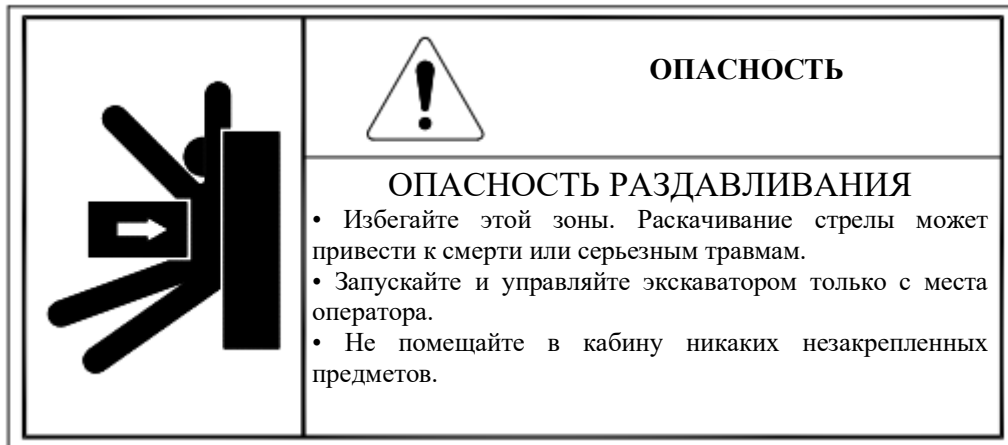 ОПАСНОСТЬ
ОПАСНОСТЬ РАЗДАВЛИВАНИЯ
• Избегайте этой зоны. Раскачивание стрелы может
привести к смерти или серьезным травмам.
• Запускайте и управляйте экскаватором только с места
оператора.
• Не помещайте в кабину никаких незакрепленных
предметов.